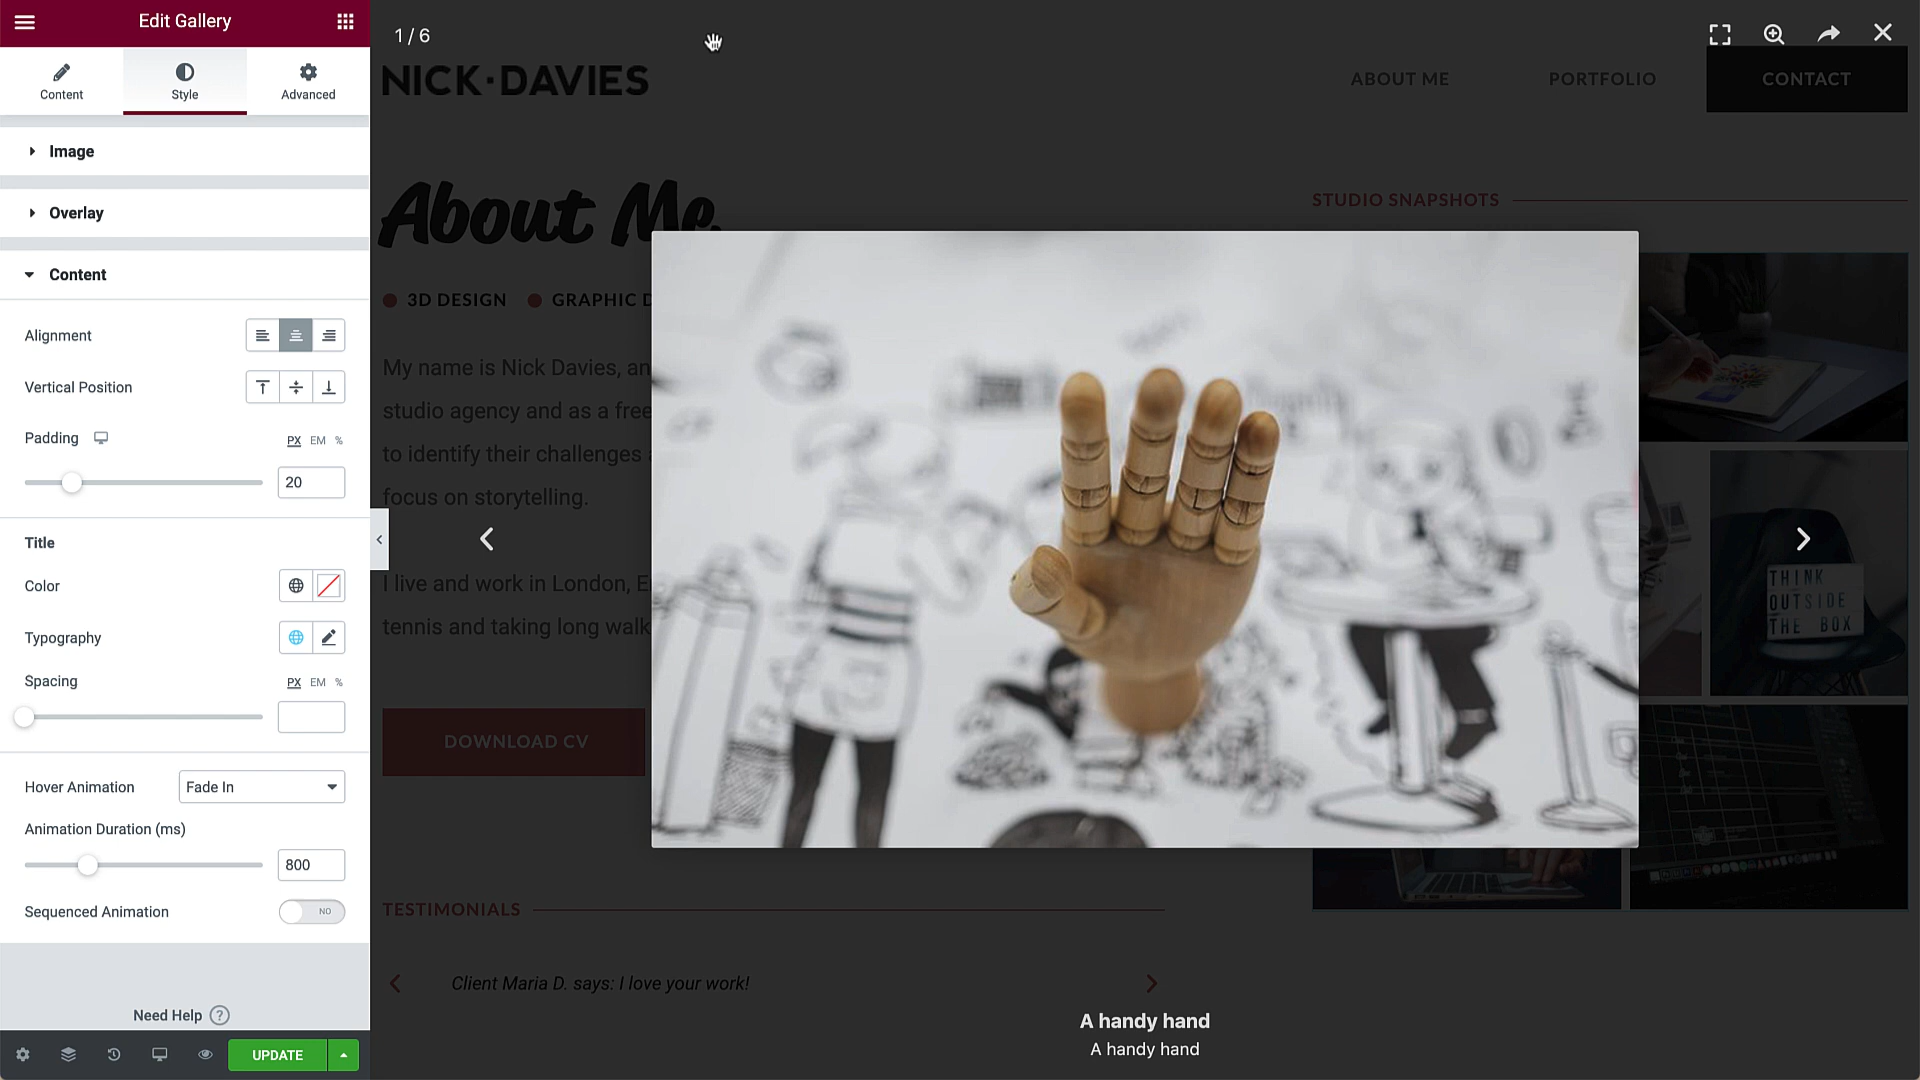 Edit Gallery
Content
Style
Advanced
Image
Overlay
Content
Alignment
Vertical Position
Padding
PX EM %
20
Title
Color
Typography
Spacing
PX EM %
Hover Animation
Fade In
Animation Duration (ms)
800
Sequenced Animation
NO
Need Help ?
UPDATE
1 / 6
NICK·DAVIES
ABOUT ME
PORTFOLIO
CONTACT
About Me.
STUDIO SNAPSHOTS
3D DESIGN
GRAPHIC D
My name is Nick Davies, an
studio agency and as a free
to identify their challenges
focus on storytelling.
I live and work in London, E
tennis and taking long walk
DOWNLOAD CV
THINK
OUTSIDE
THE BOX
TESTIMONIALS
Client Maria D. says: I love your work!
A handy hand
A handy hand